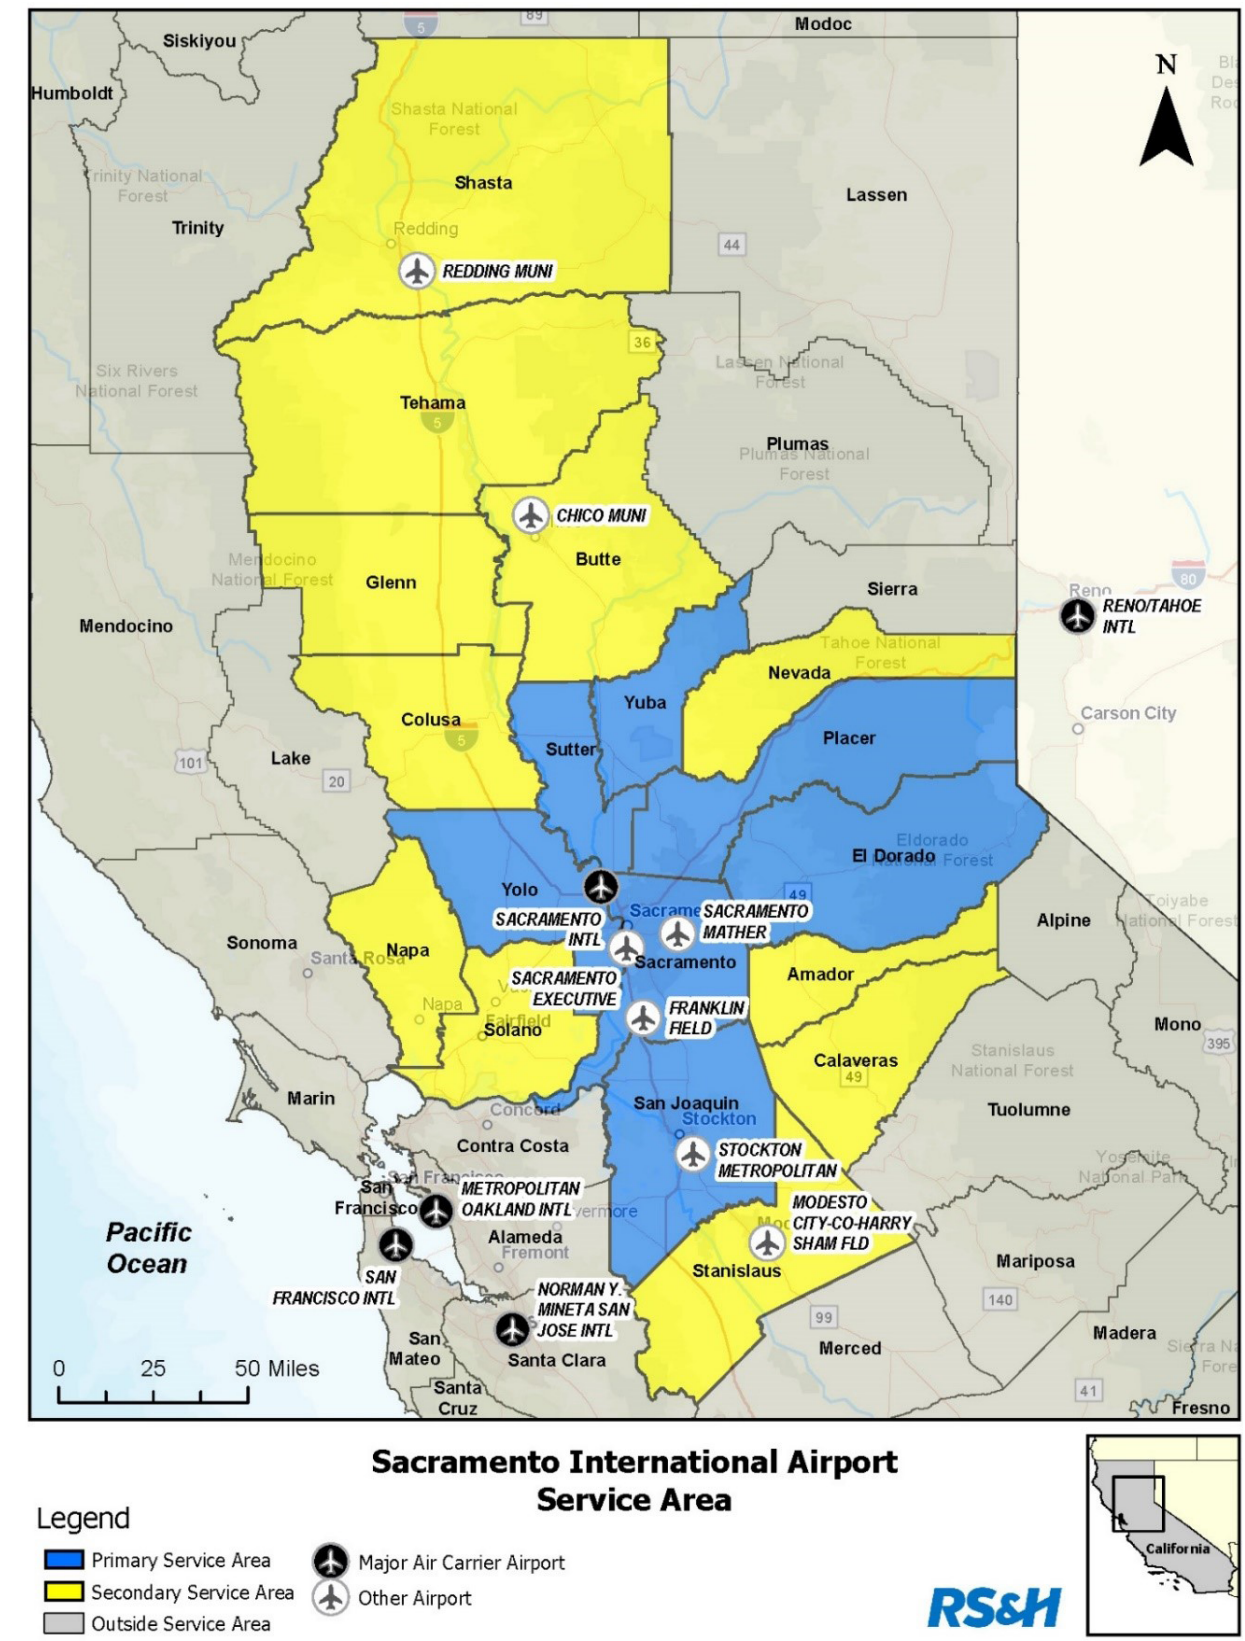 Siskiyou
5
89
Modoc
N
Humboldt
Shasta National
Forest
Trinity National
Forest
Shasta
Lassen
Trinity
Redding
44
REDDING MUNI
36
Six Rivers
National Forest
Lassen National
Forest
Tehama
5
Plumas
Plumas National
Forest
CHICO MUNI
Butte
Mendocino
National Forest
Glenn
Sierra
80
Reno
RENO/TAHOE
INTL
Mendocino
Tahoe National
Forest
Nevada
Yuba
Colusa
5
Carson City
Sutter
Placer
Lake
101
20
Eldorado
National Forest
El Dorado
Yolo
49
SACRAMENTO
INTL
SACRAMENTO
MATHER
Toiyabe
National Forest
Alpine
Sonoma
Santa Rosa
Napa
Sacramento
Amador
SACRAMENTO
EXECUTIVE
Napa
Fairfield
Solano
FRANKLIN
FIELD
Mono
395
Stanislaus
National Forest
Calaveras
49
Marin
Concord
San Joaquin
Stockton
Tuolumne
Contra Costa
STOCKTON
METROPOLITAN
Yosemite
National Park
San Francisco
San
Francisco
METROPOLITAN
OAKLAND INTL
MODESTO
CITY-CO-HARRY
SHAM FLD
Pacific
Ocean
Alameda
Fremont
Stanislaus
Mariposa
SAN
FRANCISCO INTL
NORMAN Y.
MINETA SAN
JOSE INTL
140
99
Madera
San
Mateo
Santa Clara
Merced
0 25 50 Miles
Santa
Cruz
41
Fresno
Sacramento International Airport
Service Area
Legend
Primary Service Area
Secondary Service Area
Outside Service Area
Major Air Carrier Airport
Other Airport
RS&H
California